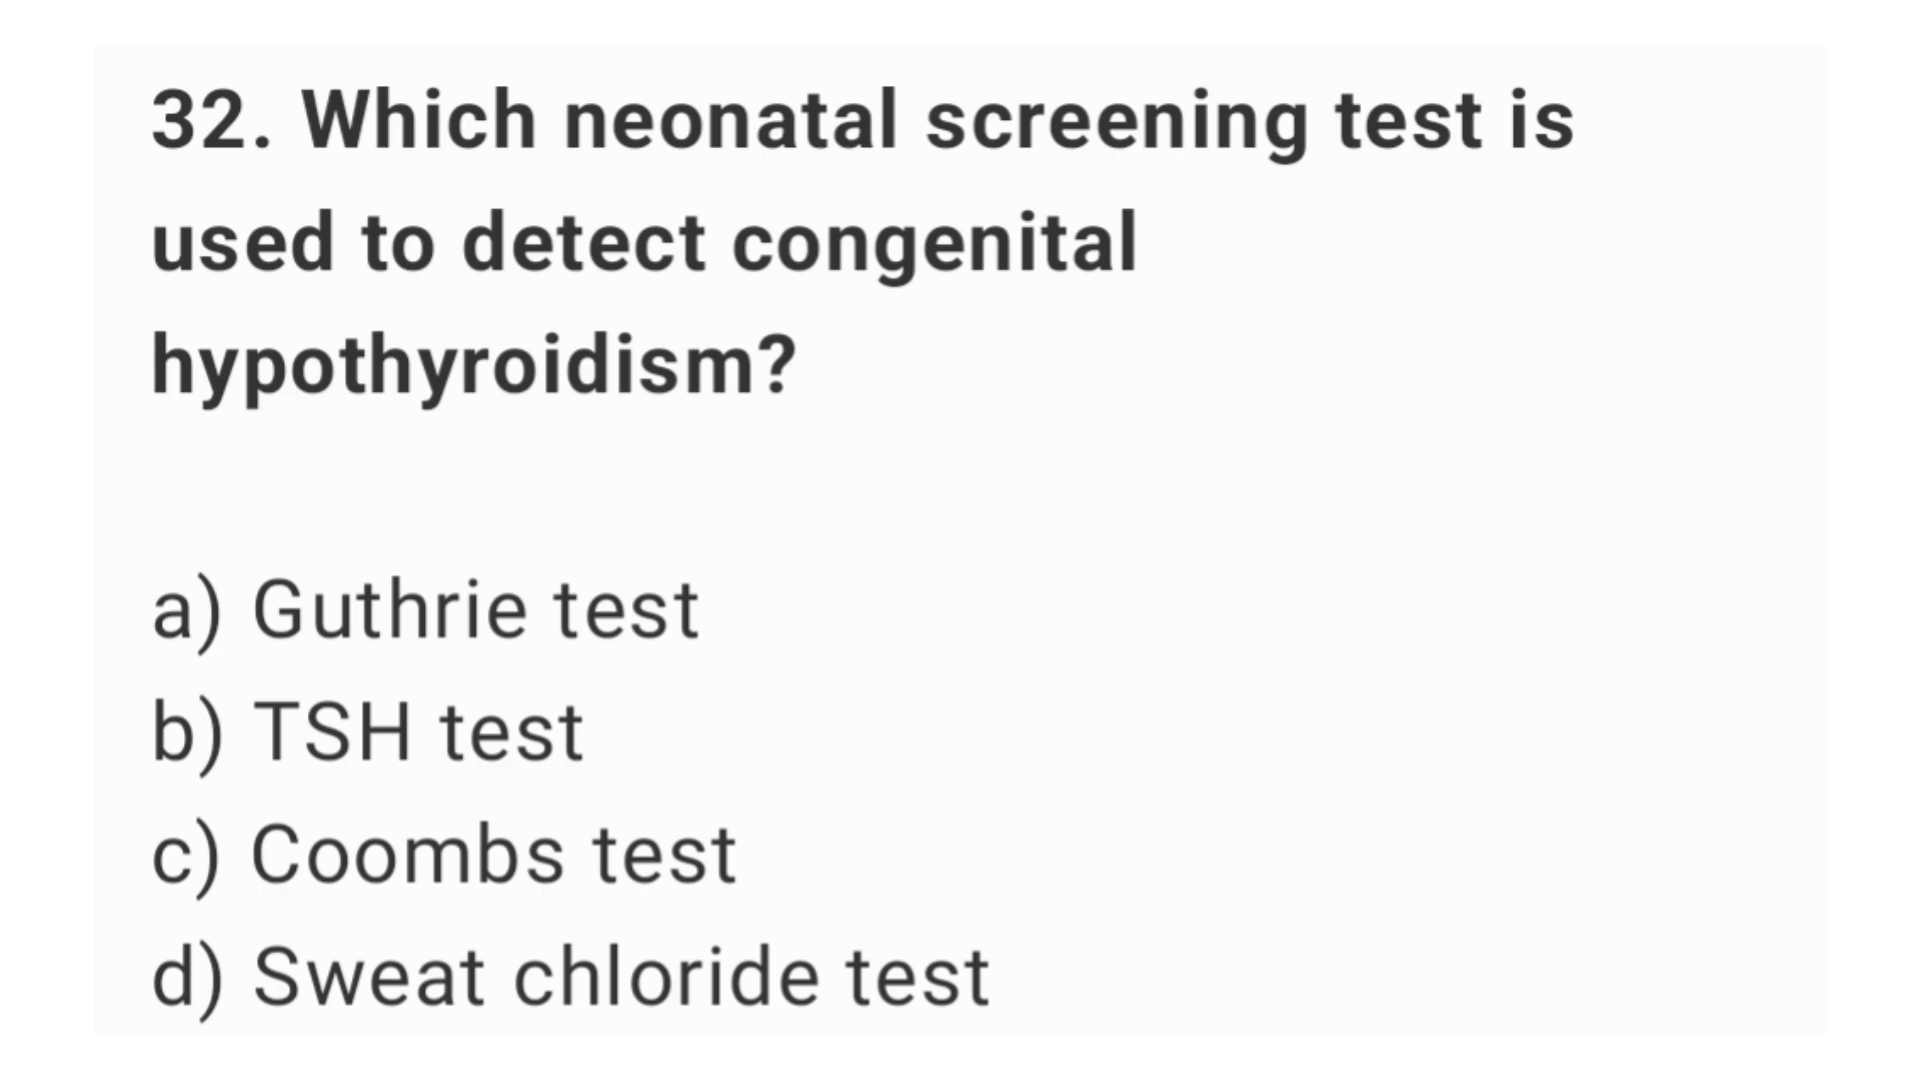 32. Which neonatal screening test is
used to detect congenital
hypothyroidism?
a) Guthrie test
b) TSH test
c) Coombs test
d) Sweat chloride test